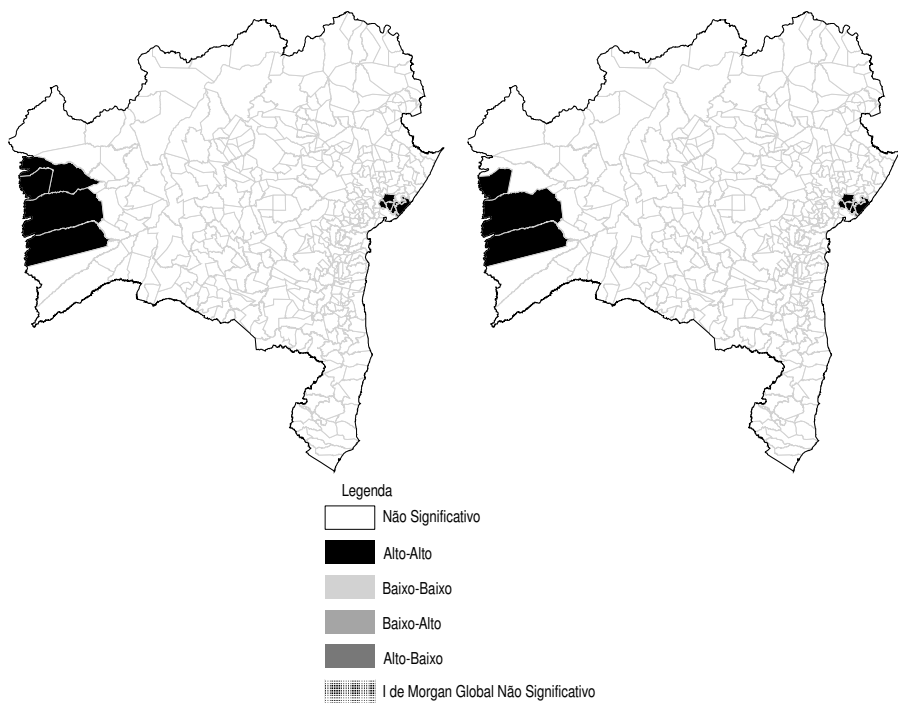 Legenda
Não Significativo
Alto-Alto
Baixo-Baixo
Baixo-Alto
Alto-Baixo
I de Morgan Global Não Significativo